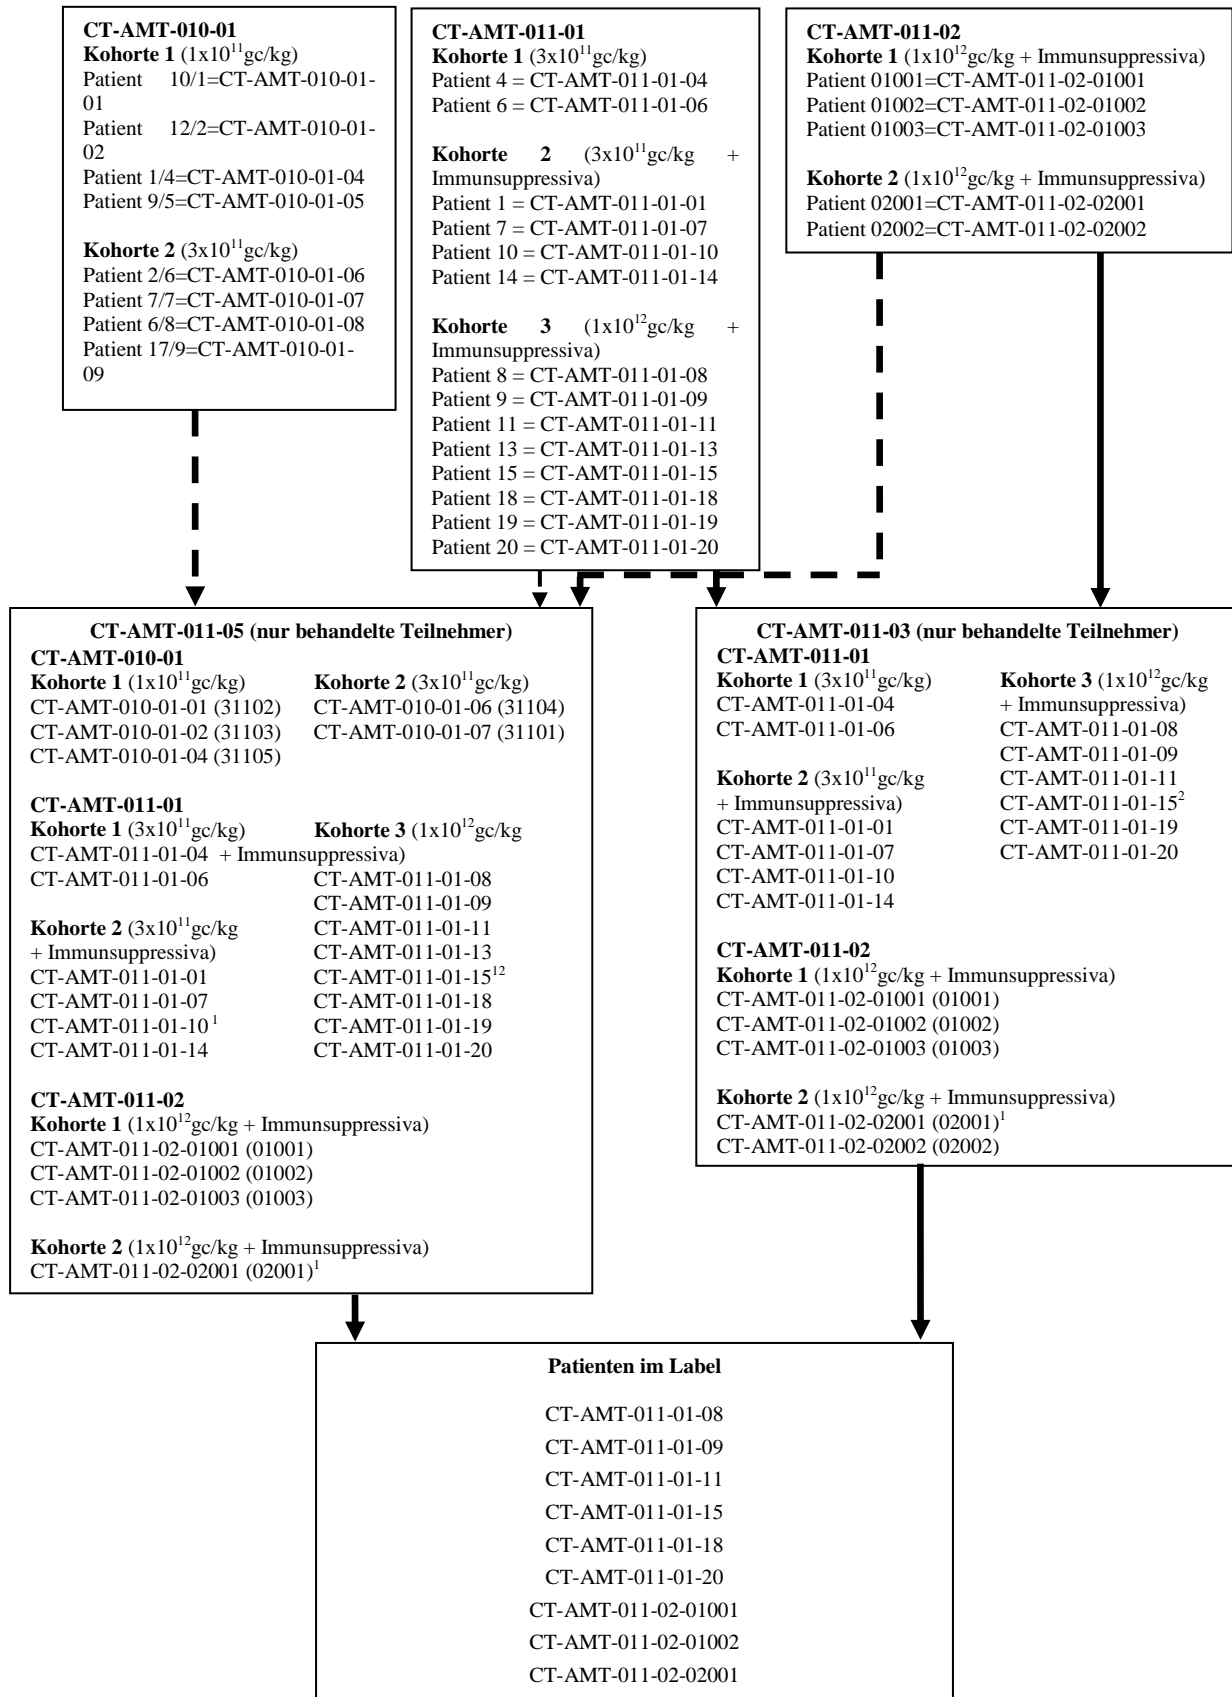 CT-AMT-010-01
Kohorte 1 (1x10¹¹gc/kg)
Patient 10/1=CT-AMT-010-01-
01
Patient 12/2=CT-AMT-010-01-
02
Patient 1/4=CT-AMT-010-01-04
Patient 9/5=CT-AMT-010-01-05
Kohorte 2 (3x10¹¹gc/kg)
Patient 2/6=CT-AMT-010-01-06
Patient 7/7=CT-AMT-010-01-07
Patient 6/8=CT-AMT-010-01-08
Patient 17/9=CT-AMT-010-01-
09
CT-AMT-011-01
Kohorte 1 (3x10¹¹gc/kg)
Patient 4 = CT-AMT-011-01-04
Patient 6 = CT-AMT-011-01-06
Kohorte 2 (3x10¹¹gc/kg +
Immunsuppressiva)
Patient 1 = CT-AMT-011-01-01
Patient 7 = CT-AMT-011-01-07
Patient 10 = CT-AMT-011-01-10
Patient 14 = CT-AMT-011-01-14
Kohorte 3 (1x10¹²gc/kg +
Immunsuppressiva)
Patient 8 = CT-AMT-011-01-08
Patient 9 = CT-AMT-011-01-09
Patient 11 = CT-AMT-011-01-11
Patient 13 = CT-AMT-011-01-13
Patient 15 = CT-AMT-011-01-15
Patient 18 = CT-AMT-011-01-18
Patient 19 = CT-AMT-011-01-19
Patient 20 = CT-AMT-011-01-20
CT-AMT-011-02
Kohorte 1 (1x10¹²gc/kg + Immunsuppressiva)
Patient 01001=CT-AMT-011-02-01001
Patient 01002=CT-AMT-011-02-01002
Patient 01003=CT-AMT-011-02-01003
Kohorte 2 (1x10¹²gc/kg + Immunsuppressiva)
Patient 02001=CT-AMT-011-02-02001
Patient 02002=CT-AMT-011-02-02002
CT-AMT-011-05 (nur behandelte Teilnehmer)
CT-AMT-010-01
Kohorte 1 (1x10¹¹gc/kg) Kohorte 2 (3x10¹¹gc/kg)
CT-AMT-010-01-01 (31102) CT-AMT-010-01-06 (31104)
CT-AMT-010-01-02 (31103) CT-AMT-010-01-07 (31101)
CT-AMT-010-01-04 (31105)
CT-AMT-011-01
Kohorte 1 (3x10¹¹gc/kg) Kohorte 3 (1x10¹²gc/kg
CT-AMT-011-01-04 + Immunsuppressiva)
CT-AMT-011-01-06 CT-AMT-011-01-08
CT-AMT-011-01-09
Kohorte 2 (3x10¹¹gc/kg CT-AMT-011-01-11
+ Immunsuppressiva) CT-AMT-011-01-13
CT-AMT-011-01-01 CT-AMT-011-01-15¹²
CT-AMT-011-01-07 CT-AMT-011-01-18
CT-AMT-011-01-10¹ CT-AMT-011-01-19
CT-AMT-011-01-14 CT-AMT-011-01-20
CT-AMT-011-02
Kohorte 1 (1x10¹²gc/kg + Immunsuppressiva)
CT-AMT-011-02-01001 (01001)
CT-AMT-011-02-01002 (01002)
CT-AMT-011-02-01003 (01003)
Kohorte 2 (1x10¹²gc/kg + Immunsuppressiva)
CT-AMT-011-02-02001 (02001)¹
CT-AMT-011-03 (nur behandelte Teilnehmer)
CT-AMT-011-01
Kohorte 1 (3x10¹¹gc/kg) Kohorte 3 (1x10¹²gc/kg
CT-AMT-011-01-04 + Immunsuppressiva)
CT-AMT-011-01-06 CT-AMT-011-01-08
CT-AMT-011-01-09
Kohorte 2 (3x10¹¹gc/kg CT-AMT-011-01-11
+ Immunsuppressiva) CT-AMT-011-01-15²
CT-AMT-011-01-01 CT-AMT-011-01-19
CT-AMT-011-01-07 CT-AMT-011-01-20
CT-AMT-011-01-10
CT-AMT-011-01-14
CT-AMT-011-02
Kohorte 1 (1x10¹²gc/kg + Immunsuppressiva)
CT-AMT-011-02-01001 (01001)
CT-AMT-011-02-01002 (01002)
CT-AMT-011-02-01003 (01003)
Kohorte 2 (1x10¹²gc/kg + Immunsuppressiva)
CT-AMT-011-02-02001 (02001)¹
CT-AMT-011-02-02002 (02002)
Patienten im Label
CT-AMT-011-01-08
CT-AMT-011-01-09
CT-AMT-011-01-11
CT-AMT-011-01-15
CT-AMT-011-01-18
CT-AMT-011-01-20
CT-AMT-011-02-01001
CT-AMT-011-02-01002
CT-AMT-011-02-02001